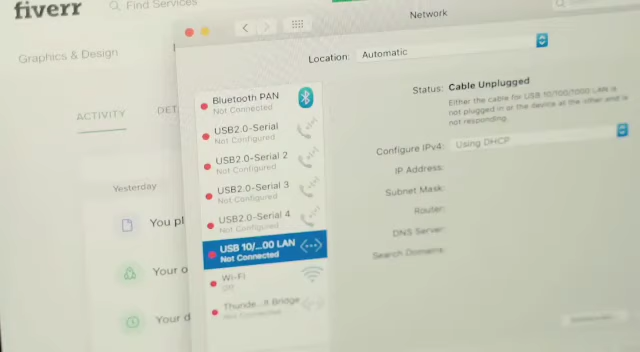 fiverr
Find Services
Graphics & Design
ACTIVITY
Yesterday
You
Your
Your
Network
Location: Automatic
Bluetooth PAN
Not Connected
USB2.0-Serial
Not Configured
USB2.0-Serial 2
Not Configured
USB2.0-Serial 3
Not Configured
USB2.0-Serial 4
Not Configured
USB 10/...00 LAN
Not Connected
Wi-Fi
Off
Thunde...lt Bridge
Not Connected
Status: Cable Unplugged
Either the cable for USB 10/100/1000 LAN is
not plugged in or the device at the other end is
not responding.
Configure IPv4: Using DHCP
IP Address:
Subnet Mask:
Router:
DNS Server:
Search Domains: